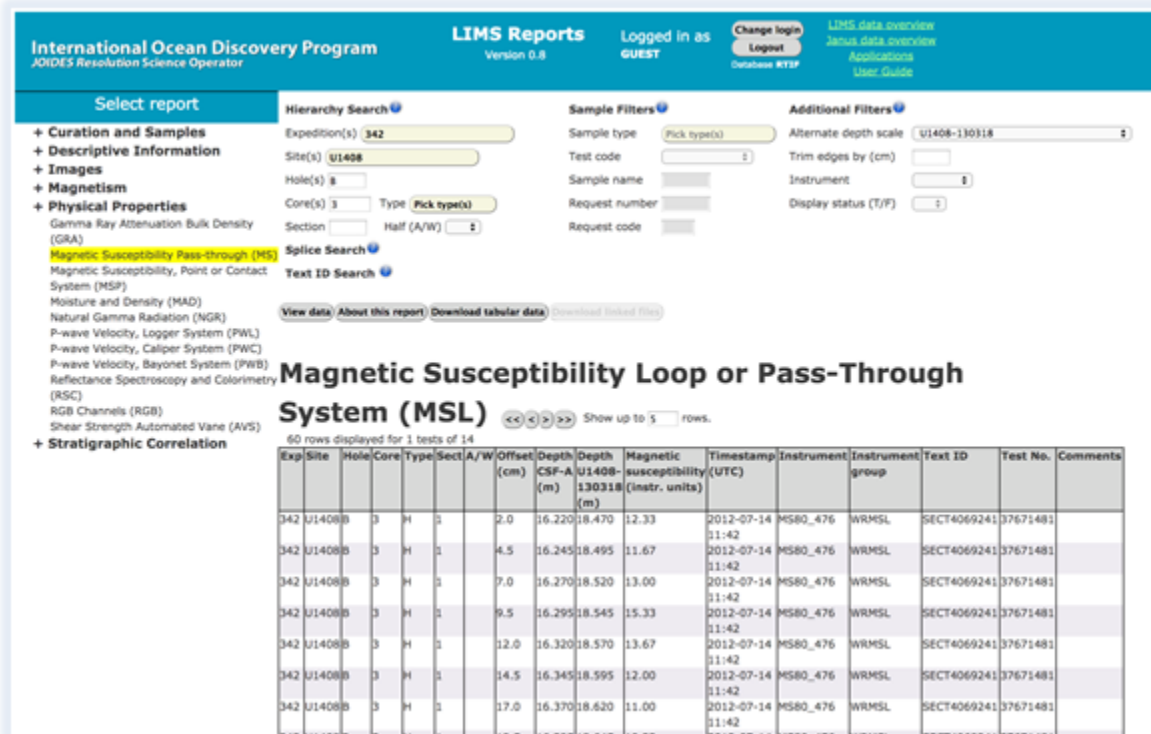 International Ocean Discovery Program
JOIDES Resolution Science Operator
LIMS Reports
Version 0.8
Logged in as
GUEST
Change login
Logout
Database RTIF
LIMS data overview
Janus data overview
Applications
User Guide
Select report
+ Curation and Samples
+ Descriptive Information
+ Images
+ Magnetism
+ Physical Properties
Gamma Ray Attenuation Bulk Density
(GRA)
Magnetic Susceptibility Pass-through (MS)
Magnetic Susceptibility, Point or Contact
System (MSP)
Moisture and Density (MAD)
Natural Gamma Radiation (NGR)
P-wave Velocity, Logger System (PWL)
P-wave Velocity, Caliper System (PWC)
P-wave Velocity, Bayonet System (PWB)
Reflectance Spectroscopy and Colorimetry
(RSC)
RGB Channels (RGB)
Shear Strength Automated Vane (AVS)
+ Stratigraphic Correlation
Hierarchy Search
Expedition(s) 342
Site(s) U1408
Hole(s) B
Core(s) 3 Type Pick type(s)
Section Half (A/W)
Splice Search
Text ID Search
Sample Filters
Sample type Pick type(s)
Test code
Sample name
Request number
Request code
Additional Filters
Alternate depth scale U1408-130318
Trim edges by (cm)
Instrument
Display status (T/F)
View data About this report Download tabular data Download linked files
Magnetic Susceptibility Loop or Pass-Through
System (MSL) << < > >> Show up to 5 rows.
60 rows displayed for 1 tests of 14
Exp Site Hole Core Type Sect A/W Offset Depth Depth Magnetic Timestamp Instrument Instrument Text ID Test No. Comments
(cm) CSF-A U1408- susceptibility (UTC) group
(m) 130318 (instr. units)
(m)
342 U1408 B 3 H 1 2.0 16.220 18.470 12.33 2012-07-14 MS80_476 WRMSL SECT4069241 37671481
11:42
342 U1408 B 3 H 1 4.5 16.245 18.495 11.67 2012-07-14 MS80_476 WRMSL SECT4069241 37671481
11:42
342 U1408 B 3 H 1 7.0 16.270 18.520 13.00 2012-07-14 MS80_476 WRMSL SECT4069241 37671481
11:42
342 U1408 B 3 H 1 9.5 16.295 18.545 15.33 2012-07-14 MS80_476 WRMSL SECT4069241 37671481
11:42
342 U1408 B 3 H 1 12.0 16.320 18.570 13.67 2012-07-14 MS80_476 WRMSL SECT4069241 37671481
11:42
342 U1408 B 3 H 1 14.5 16.345 18.595 12.00 2012-07-14 MS80_476 WRMSL SECT4069241 37671481
11:42
342 U1408 B 3 H 1 17.0 16.370 18.620 11.00 2012-07-14 MS80_476 WRMSL SECT4069241 37671481
11:42